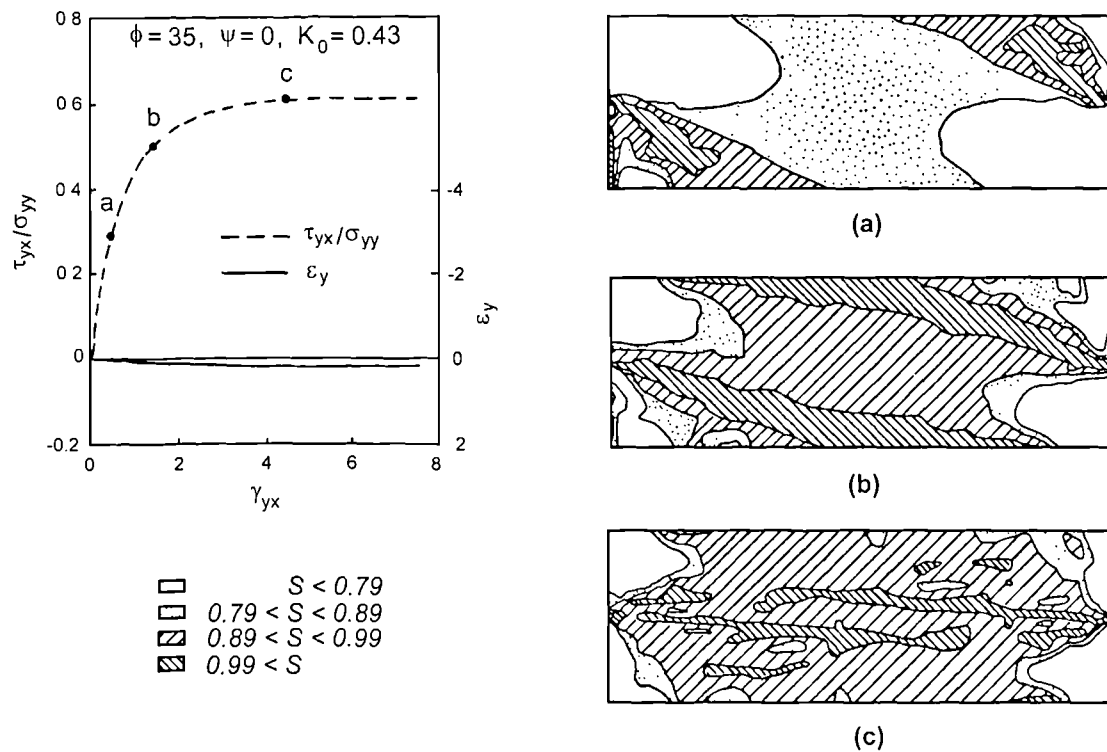 0 8
ϕ = 35, ψ = 0, K₀ = 0.43
c
0.6
b
0.4
-4
a
τyx/σyy
τyx/σyy
0 2
-2
εy
εy
0
0
-0.2
2
0
2
4
6
8
γyx
S < 0.79
0.79 < S < 0.89
0.89 < S < 0.99
0.99 < S
(a)
(b)
(c)